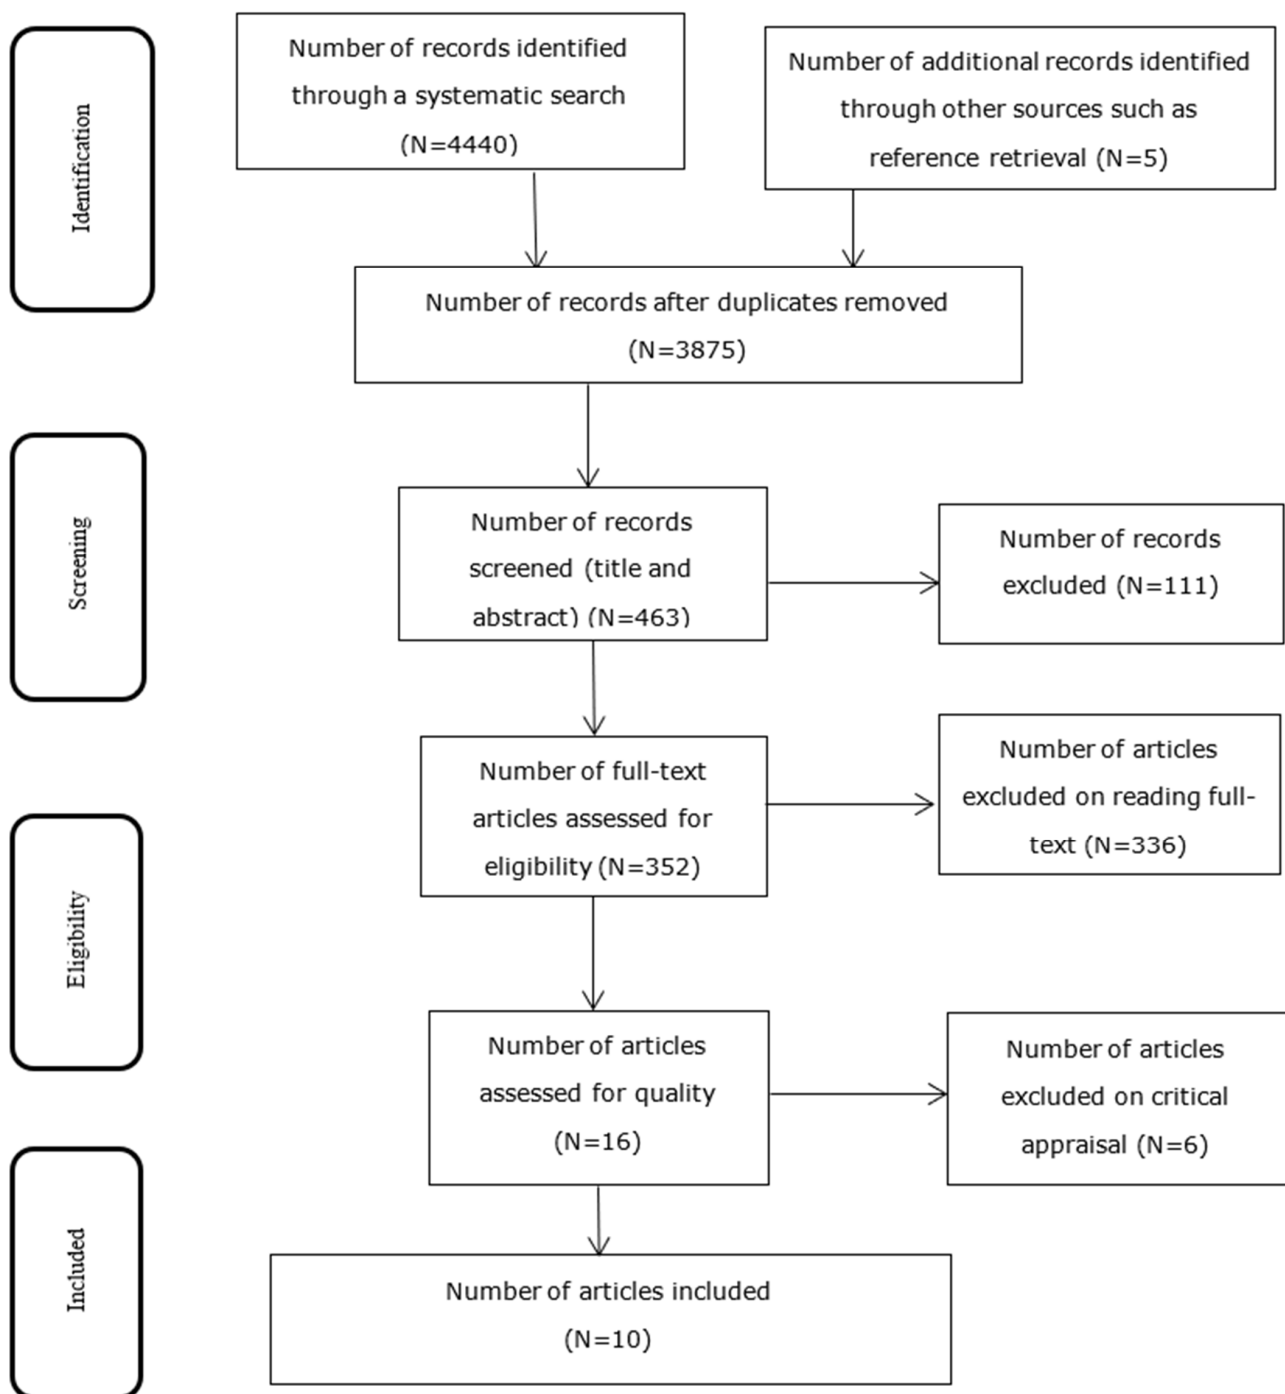 Identification
Number of records identified
through a systematic search
(N=4440)
Number of additional records identified
through other sources such as
reference retrieval (N=5)
Number of records after duplicates removed
(N=3875)
Screening
Number of records
screened (title and
abstract) (N=463)
Number of records
excluded (N=111)
Eligibility
Number of full-text
articles assessed for
eligibility (N=352)
Number of articles
excluded on reading full-
text (N=336)
Number of articles
assessed for quality
(N=16)
Number of articles
excluded on critical
appraisal (N=6)
Included
Number of articles included
(N=10)